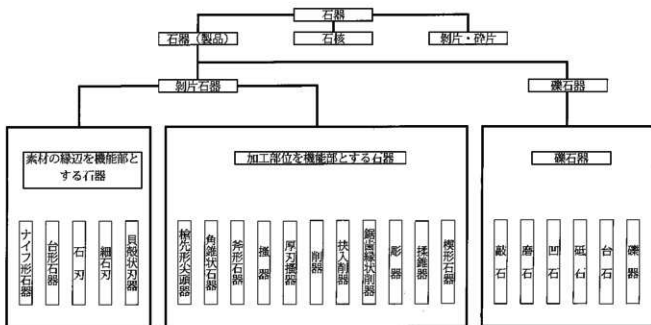 石器
石器（製品）
石核
剥片・砕片
剥片石器
礫石器
素材の縁辺を機能部と
する石器
加工部位を機能部とする石器
礫石器
ナイフ形石器
台形石器
石刃
細石刃
貝殻状刃器
槍先形尖頭器
角錐状石器
斧形石器
掻器
厚刃掻器
削器
抉入削器
鋸歯縁状削器
彫器
揉錐器
楔形石器
敲石
磨石
凹石
砥石
台石
礫器